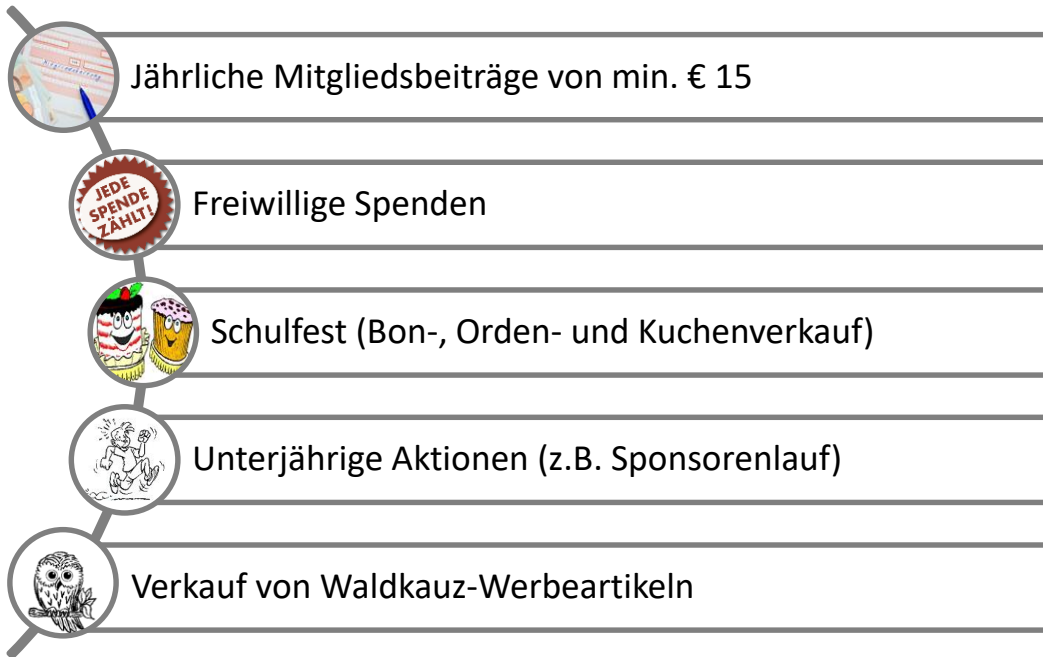 Jährliche Mitgliedsbeiträge von min. € 15
JEDE
SPENDE
ZÄHLT!
Freiwillige Spenden
Schulfest (Bon-, Orden- und Kuchenverkauf)
Unterjährige Aktionen (z.B. Sponsorenlauf)
Verkauf von Waldkauz-Werbeartikeln